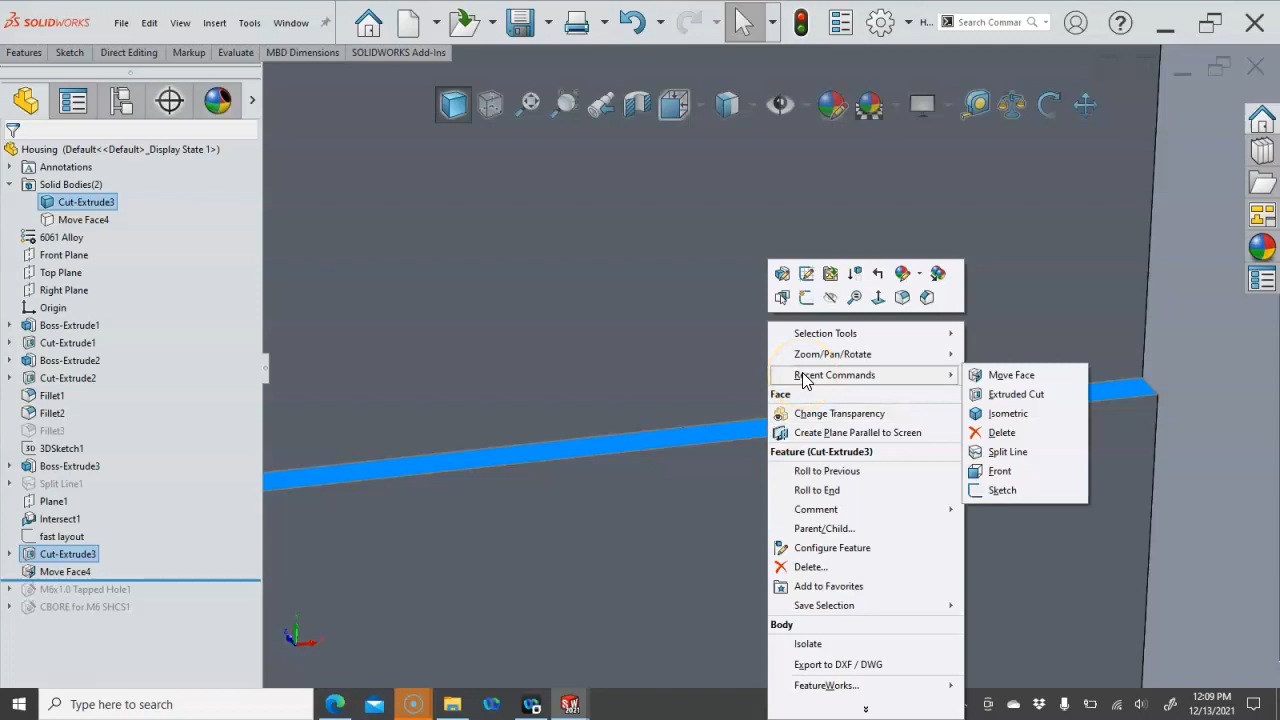 SOLIDWORKS
File
Edit
View
Insert
Tools
Window
H...
Search Commar
Features
Sketch
Direct Editing
Markup
Evaluate
MBD Dimensions
SOLIDWORKS Add-Ins
Housing (Default<<Default>_Display State 1>)
Annotations
Solid Bodies(2)
Cut-Extrude3
Move Face4
6061 Alloy
Front Plane
Top Plane
Right Plane
Origin
Boss-Extrude1
Cut-Extrude1
Boss-Extrude2
Cut-Extrude2
Fillet1
Fillet2
Fillet3
3DSketch1
Boss-Extrude3
Split Line1
Plane1
Intersect1
fast layout
Cut-Extrude3
Move Face4
M6x1.0 Tapped Hole1
CBORE for M6 SHCS1
Selection Tools
Zoom/Pan/Rotate
Recent Commands
Face
Change Transparency
Create Plane Parallel to Screen
Feature (Cut-Extrude3)
Roll to Previous
Roll to End
Comment
Parent/Child...
Configure Feature
Delete...
Add to Favorites
Save Selection
Body
Isolate
Export to DXF / DWG
FeatureWorks...
Move Face
Extruded Cut
Isometric
Delete
Split Line
Front
Sketch
Type here to search
SW
2021
12:09 PM
12/13/2021